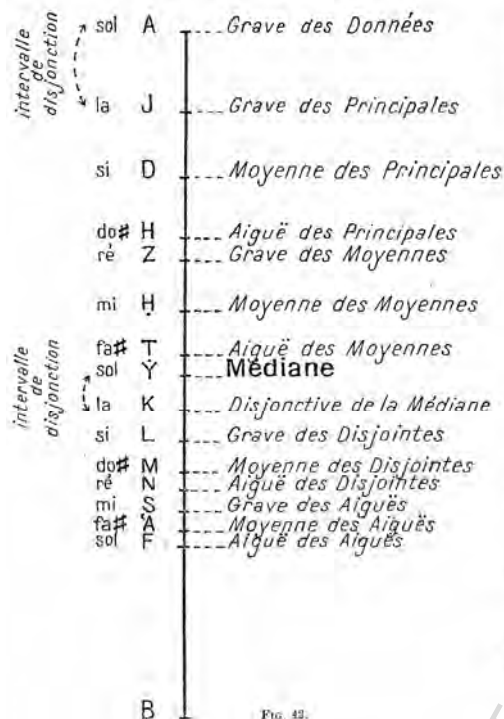 intervalle
de
disjonction
sol A Grave des Données
la J Grave des Principales
si D Moyenne des Principales
do♯ H Aiguë des Principales
ré Z Grave des Moyennes
mi Ḥ Moyenne des Moyennes
fa♯ T Aiguë des Moyennes
intervalle
de
disjonction
sol Y Médiane
la K Disjonctive de la Médiane
si L Grave des Disjointes
do♯ M Moyenne des Disjointes
ré N Aiguë des Disjointes
mi S Grave des Aiguës
fa♯ 'A Moyenne des Aiguës
sol F Aiguë des Aiguës
B
FIG. 42.